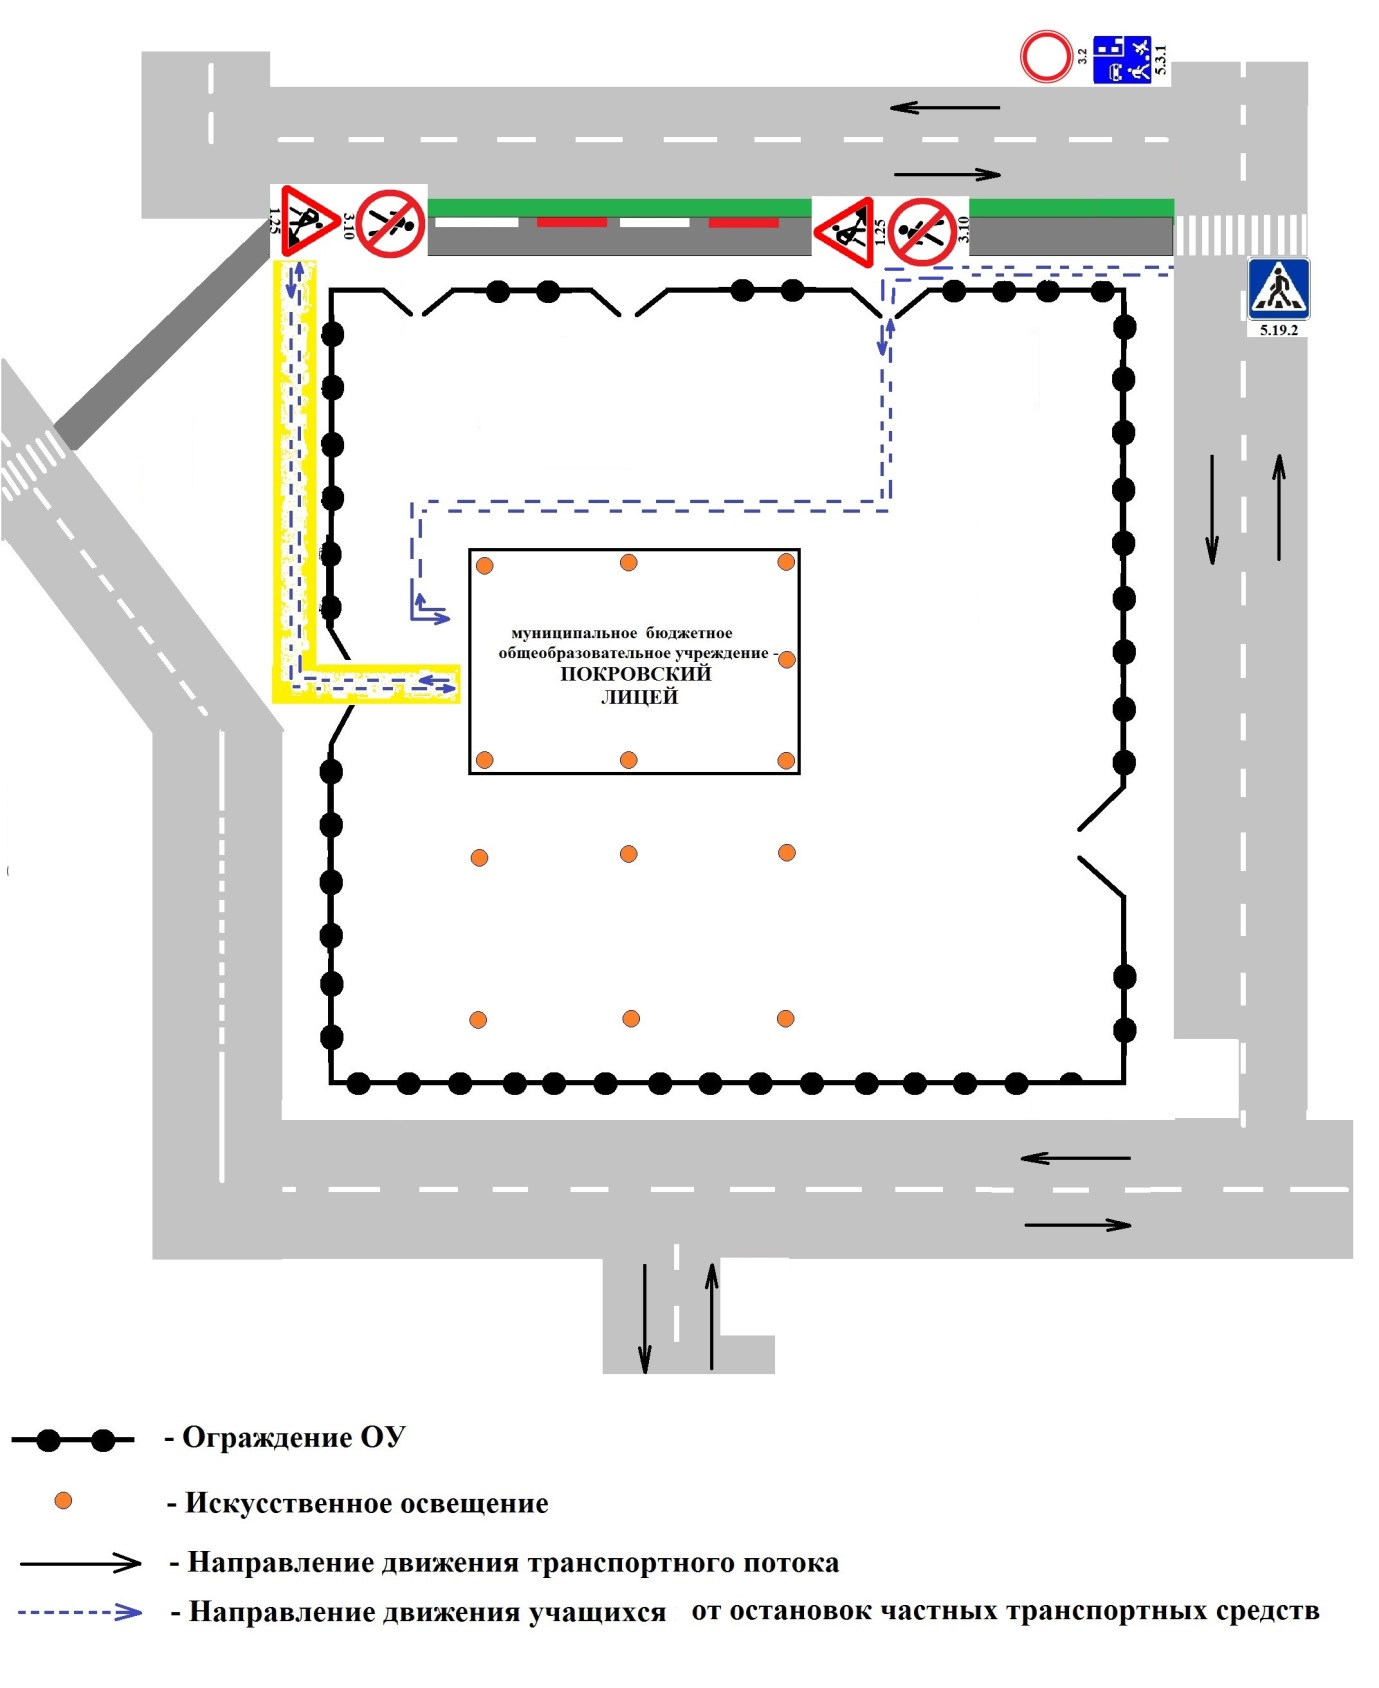 3.2
5.3.1
1.25
3.10
1.25
3.10
5.19.2
муниципальное бюджетное
общеобразовательное учреждение -
ПОКРОВСКИЙ
ЛИЦЕЙ
- Ограждение ОУ
- Искусственное освещение
- Направление движения транспортного потока
- Направление движения учащихся от остановок частных транспортных средств